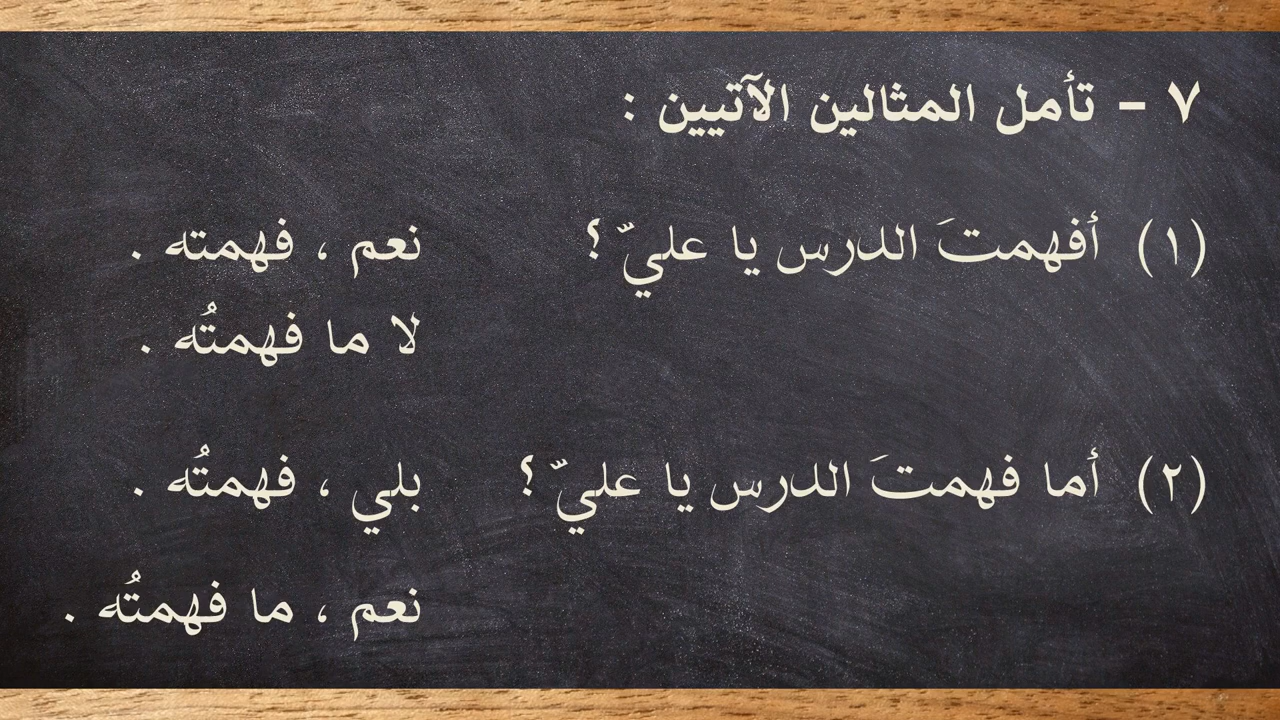 ٧ – تأمل المثالين الآتيين :
(١) أفهمتَ الدرس يا عليّ ؟ نعم ، فهمته .
لا ما فهمتُه .
(٢) أما فهمتَ الدرس يا عليّ ؟ بلي ، فهمتُه .
نعم ، ما فهمتُه .